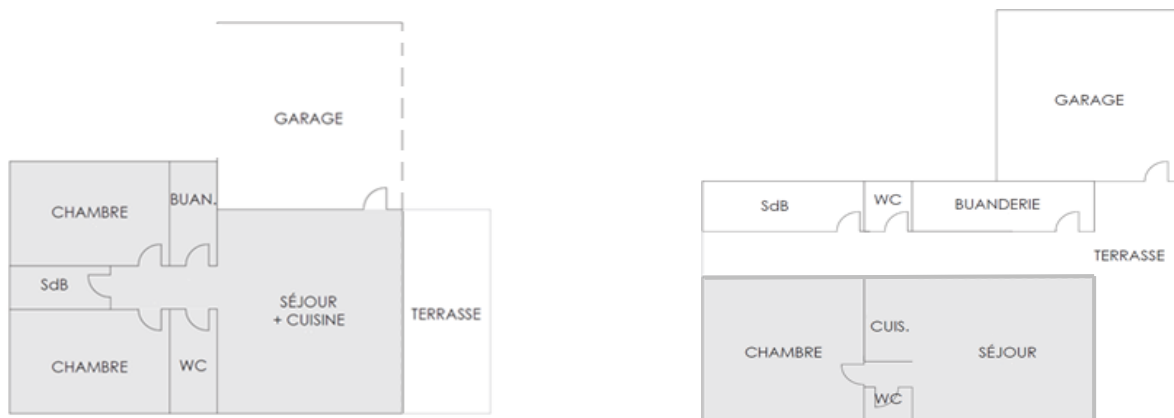 GARAGE
CHAMBRE
BUAN.
SdB
SÉJOUR
+ CUISINE
TERRASSE
CHAMBRE
WC
GARAGE
SdB
WC
BUANDERIE
TERRASSE
CHAMBRE
CUIS.
SÉJOUR
WC